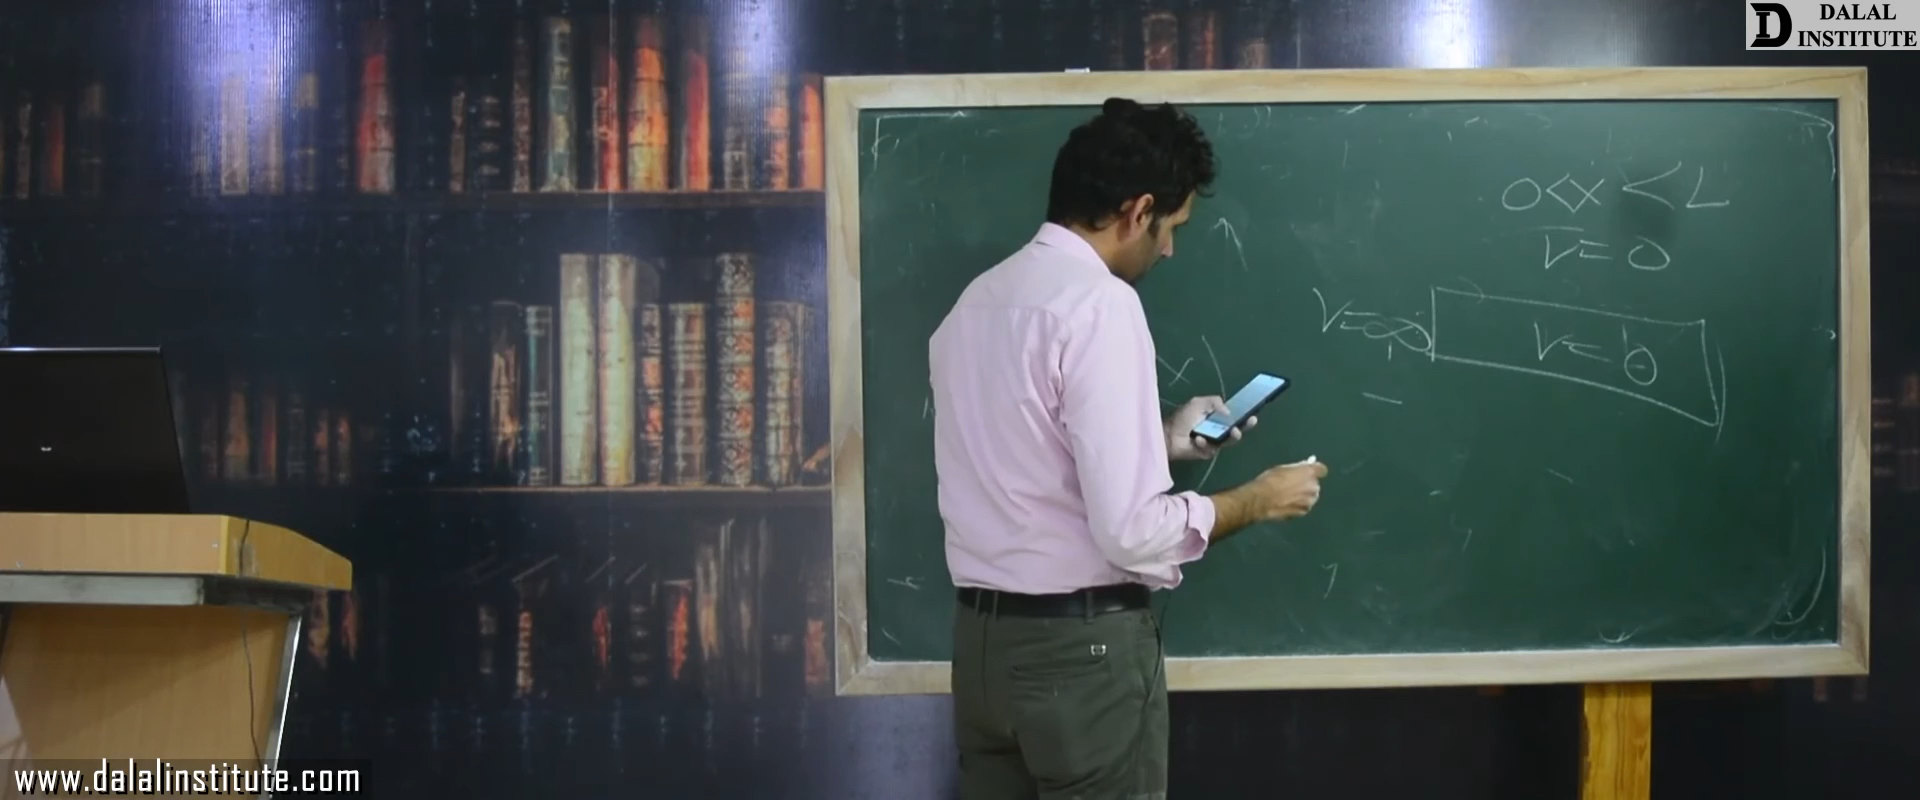 DALAL
INSTITUTE
0<x<L
V=0
V=∞
V=0
x
www.dalalinstitute.com